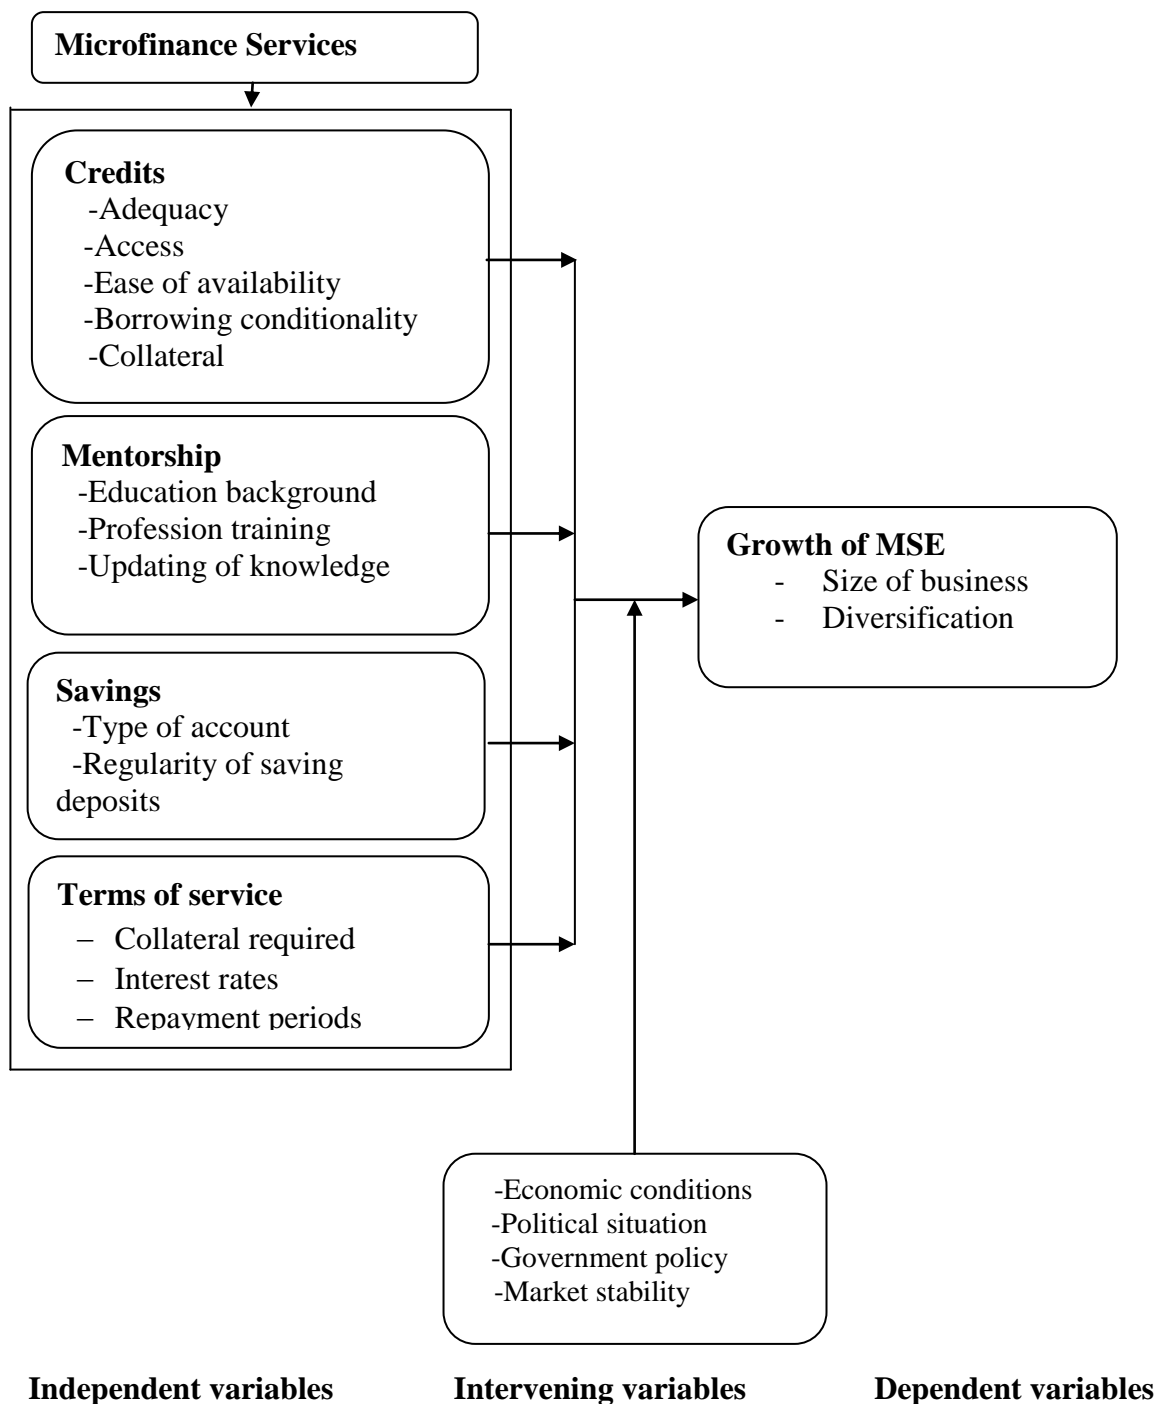 Microfinance Services
Credits
-Adequacy
-Access
-Ease of availability
-Borrowing conditionality
-Collateral
Mentorship
-Education background
-Profession training
-Updating of knowledge
Savings
-Type of account
-Regularity of saving
deposits
Terms of service
– Collateral required
– Interest rates
– Repayment periods
Growth of MSE
- Size of business
- Diversification
-Economic conditions
-Political situation
-Government policy
-Market stability
Independent variables Intervening variables Dependent variables